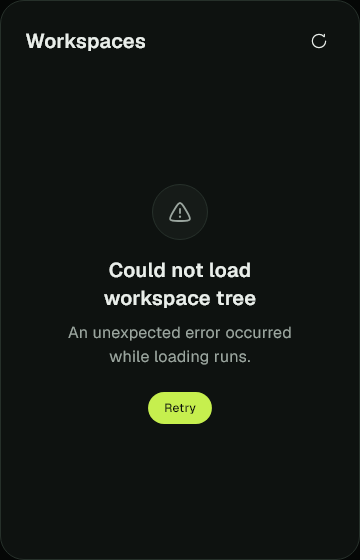 Workspaces
Could not load
workspace tree
An unexpected error occurred
while loading runs.
Retry